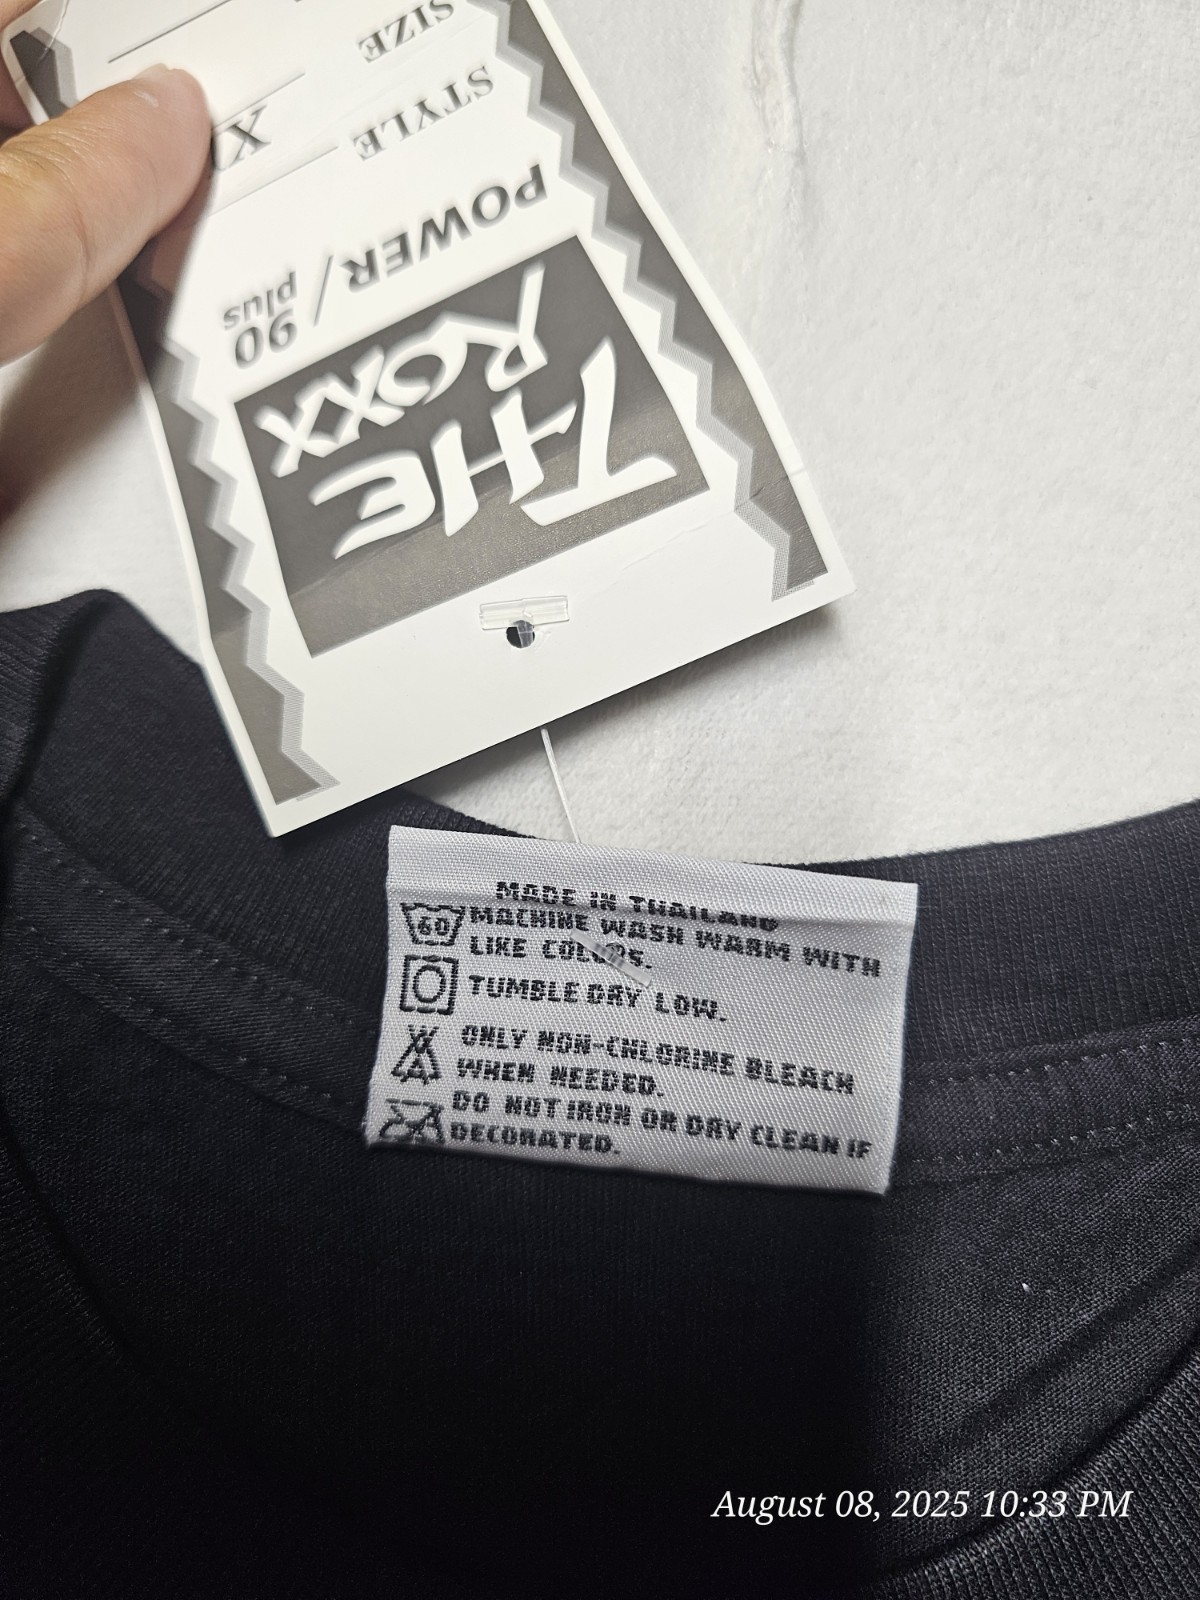 THE
ROXX
POWER / 90
plus
STYLE
SIZE
MADE IN THAILAND
60
MACHINE WASH WARM WITH
LIKE COLORS.
TUMBLE DRY LOW.
ONLY NON-CHLORINE BLEACH
WHEN NEEDED.
DO NOT IRON OR DRY CLEAN IF
DECORATED.
August 08, 2025 10:33 PM